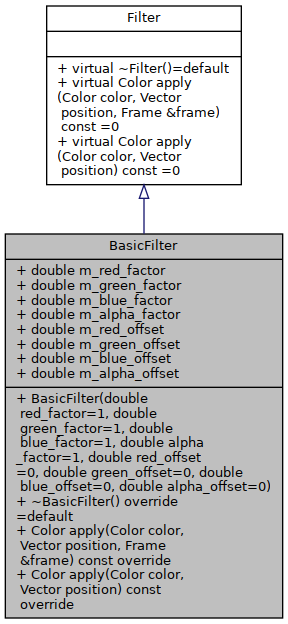 Filter
+ virtual ~Filter()=default
+ virtual Color apply
(Color color, Vector
position, Frame &frame)
const =0
+ virtual Color apply
(Color color, Vector
position) const =0
BasicFilter
+ double m_red_factor
+ double m_green_factor
+ double m_blue_factor
+ double m_alpha_factor
+ double m_red_offset
+ double m_green_offset
+ double m_blue_offset
+ double m_alpha_offset
+ BasicFilter(double
red_factor=1, double
green_factor=1, double
blue_factor=1, double alpha
_factor=1, double red_offset
=0, double green_offset=0, double
blue_offset=0, double alpha_offset=0)
+ ~BasicFilter() override
=default
+ Color apply(Color color,
Vector position, Frame
&frame) const override
+ Color apply(Color color,
Vector position) const
override